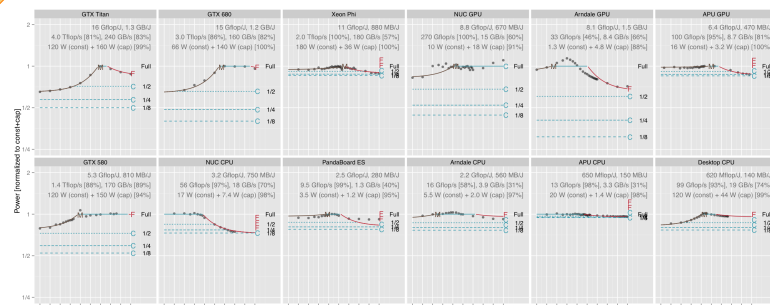 GTX Titan
16 Gflop/J, 1.3 GB/J
4.0 Tflop/s [81%], 240 GB/s [83%]
120 W (const) + 160 W (cap) [99%]
GTX 680
15 Gflop/J, 1.2 GB/J
3.0 Tflop/s [86%], 160 GB/s [82%]
66 W (const) + 140 W (cap) [100%]
Xeon Phi
11 Gflop/J, 880 MB/J
2.0 Tflop/s [100%], 180 GB/s [57%]
180 W (const) + 36 W (cap) [100%]
NUC GPU
8.8 Gflop/J, 670 MB/J
270 Gflop/s [100%], 15 GB/s [60%]
10 W (const) + 18 W (cap) [91%]
Arndale GPU
8.1 Gflop/J, 1.5 GB/J
33 Gflop/s [46%], 8.4 GB/s [66%]
1.3 W (const) + 4.8 W (cap) [88%]
APU GPU
6.4 Gflop/J, 470 MB/J
100 Gflop/s [95%], 8.7 GB/s [81%]
16 W (const) + 3.2 W (cap) [100%]
GTX 580
5.3 Gflop/J, 810 MB/J
1.4 Tflop/s [88%], 170 GB/s [89%]
120 W (const) + 150 W (cap) [94%]
NUC CPU
3.2 Gflop/J, 750 MB/J
56 Gflop/s [97%], 18 GB/s [70%]
17 W (const) + 7.4 W (cap) [98%]
PandaBoard ES
2.5 Gflop/J, 280 MB/J
9.5 Gflop/s [99%], 1.3 GB/s [40%]
3.5 W (const) + 1.2 W (cap) [95%]
Arndale CPU
2.2 Gflop/J, 560 MB/J
16 Gflop/s [58%], 3.9 GB/s [31%]
5.5 W (const) + 2.0 W (cap) [97%]
APU CPU
650 Mflop/J, 150 MB/J
13 Gflop/s [98%], 3.3 GB/s [31%]
20 W (const) + 1.4 W (cap) [98%]
Desktop CPU
620 Mflop/J, 140 MB/J
99 Gflop/s [93%], 19 GB/s [74%]
120 W (const) + 44 W (cap) [99%]
Power [normalized to const+cap]
2
1
1/2
1/4
2
1
1/2
1/4
M
F
C
Full
1/2
1/4
1/8